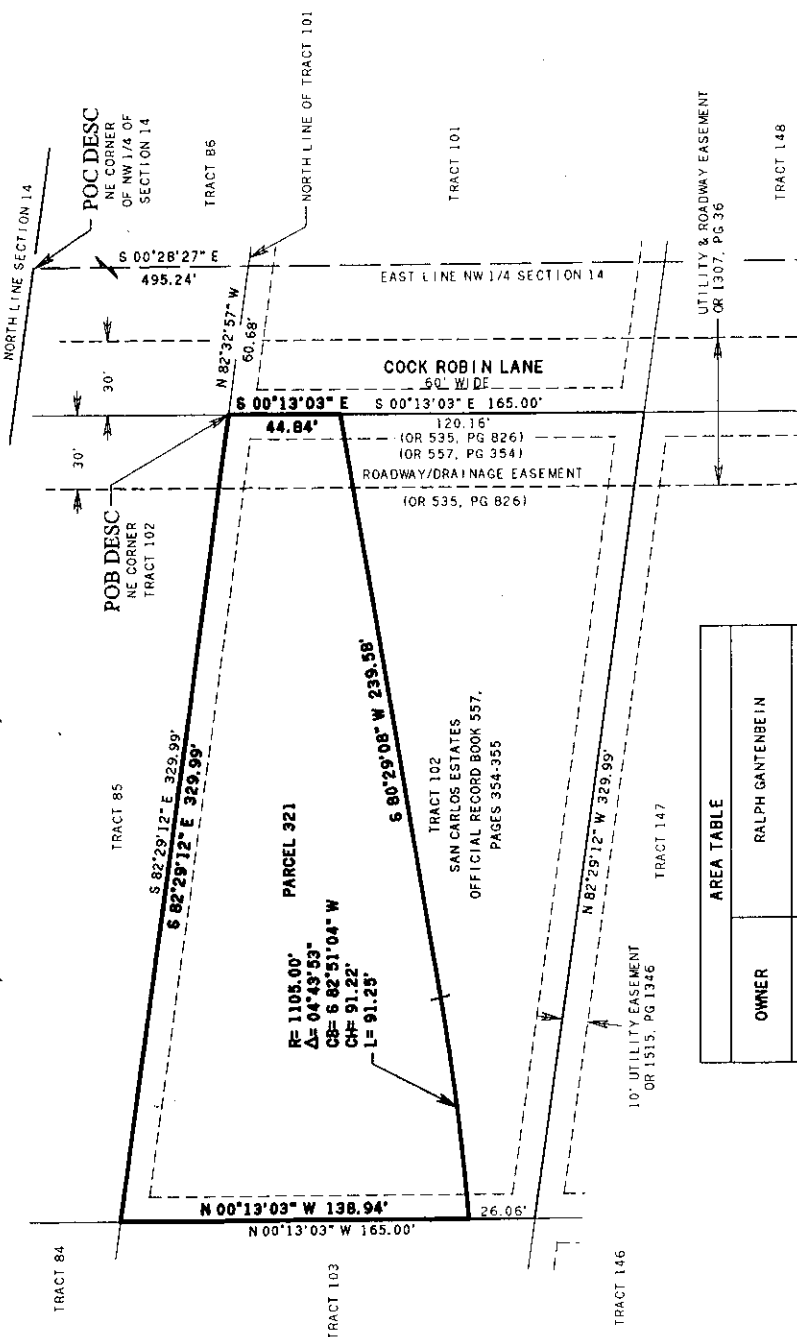 NORTH LINE SECTION 14
POC DESC
NE CORNER
OF NW 1/4 OF
SECTION 14
TRACT 86
NORTH LINE OF TRACT 101
TRACT 101
S 00°28'27" E
495.24'
EAST LINE NW 1/4 SECTION 14
N 82°32'57" W
60.68'
30'
30'
COCK ROBIN LANE
60' WIDE
S 00°13'03" E
44.84'
S 00°13'03" E 165.00'
120.16'
(OR 535, PG 826)
(OR 557, PG 354)
ROADWAY/DRAINAGE EASEMENT
(OR 535, PG 826)
UTILITY & ROADWAY EASEMENT
OR 1307, PG 36
TRACT 148
POB DESC
NE CORNER
TRACT 102
TRACT 85
S 82°29'12" E 329.99'
S 82°29'12" E 329.99'
PARCEL 321
R= 1105.00'
Δ= 04°43'53"
CB= S 82°51'04" W
CH= 91.22'
L= 91.25'
S 80°29'08" W 239.58'
TRACT 102
SAN CARLOS ESTATES
OFFICIAL RECORD BOOK 557,
PAGES 354-355
N 82°29'12" W 329.99'
TRACT 147
10' UTILITY EASEMENT
OR 1515, PG 1346
TRACT 84
N 00°13'03" W 138.94'
N 00°13'03" W 165.00'
26.06'
TRACT 103
TRACT 146
AREA TABLE
OWNER
RALPH GANTENBEIN